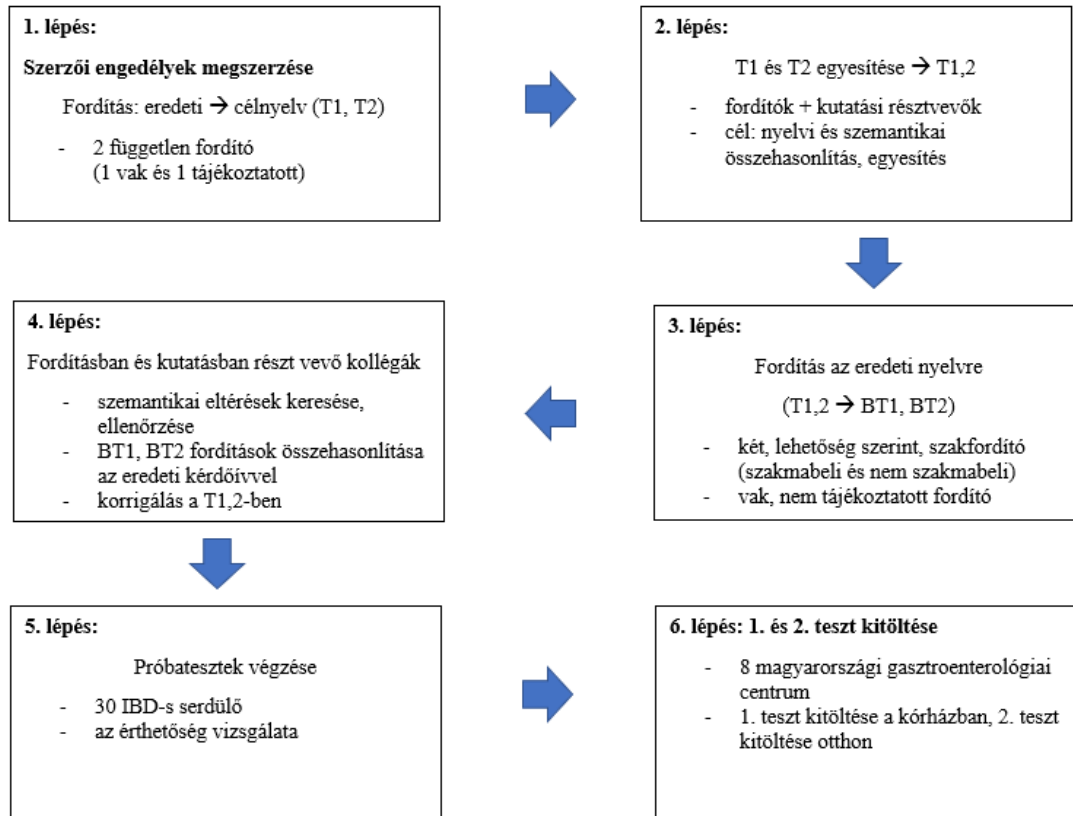 1. lépés:
Szerzői engedélyek megszerzése
Fordítás: eredeti → célnyelv (T1, T2)
- 2 független fordító
(1 vak és 1 tájékoztatott)
2. lépés:
T1 és T2 egyesítése → T1,2
- fordítók + kutatási résztvevők
- cél: nyelvi és szemantikai
összehasonlítás, egyesítés
3. lépés:
Fordítás az eredeti nyelvre
(T1,2 → BT1, BT2)
- két, lehetőség szerint, szakfordító
(szakmabeli és nem szakmabeli)
- vak, nem tájékoztatott fordító
4. lépés:
Fordításban és kutatásban részt vevő kollégák
- szemantikai eltérések keresése,
ellenőrzése
- BT1, BT2 fordítások összehasonlítása
az eredeti kérdőívvel
- korrigálás a T1,2-ben
5. lépés:
Próbatesztek végzése
- 30 IBD-s serdülő
- az érthetőség vizsgálata
6. lépés: 1. és 2. teszt kitöltése
- 8 magyarországi gasztroenterológiai
centrum
- 1. teszt kitöltése a kórházban, 2. teszt
kitöltése otthon